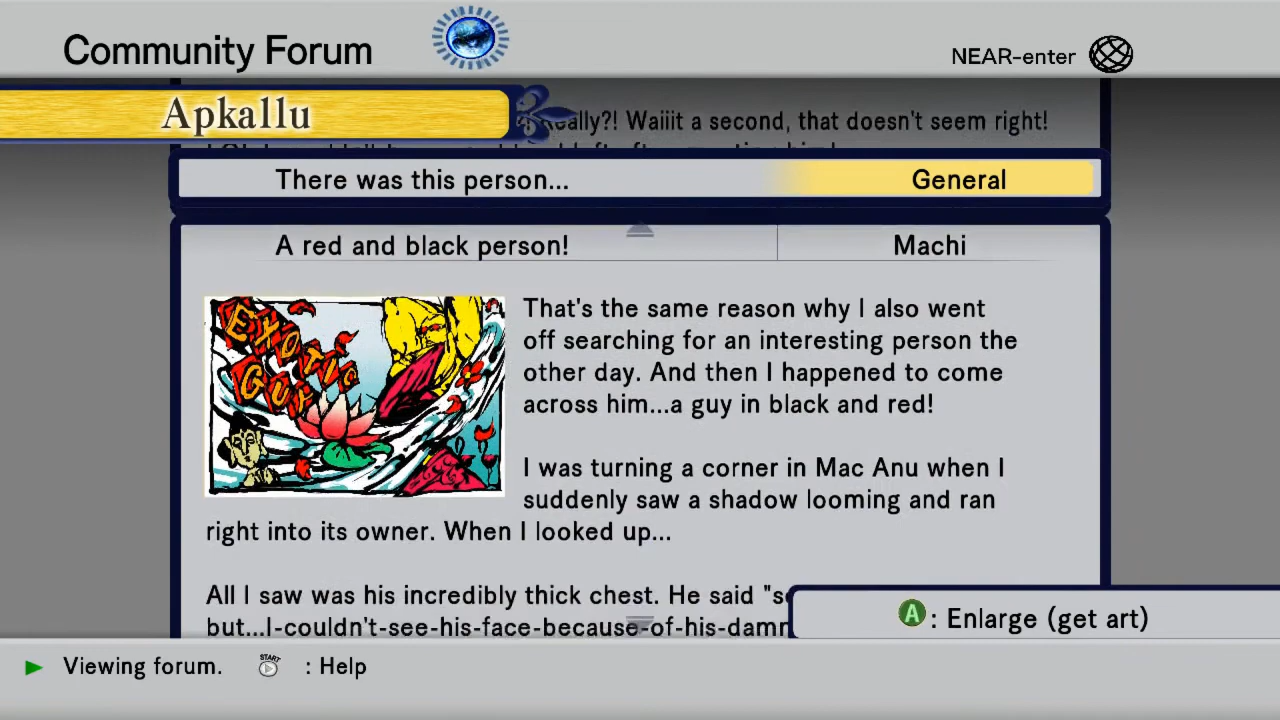 Community Forum
NEAR-enter
Apkallu
Really?! Waiiit a second, that doesn't seem right!
There was this person...
General
A red and black person!
Machi
EXOTIC
GUY
That's the same reason why I also went
off searching for an interesting person the
other day. And then I happened to come
across him...a guy in black and red!
I was turning a corner in Mac Anu when I
suddenly saw a shadow looming and ran
right into its owner. When I looked up...
All I saw was his incredibly thick chest. He said "s
but...I-couldn't-see-his-face-because-of-his-damn
A: Enlarge (get art)
Viewing forum.
START
: Help